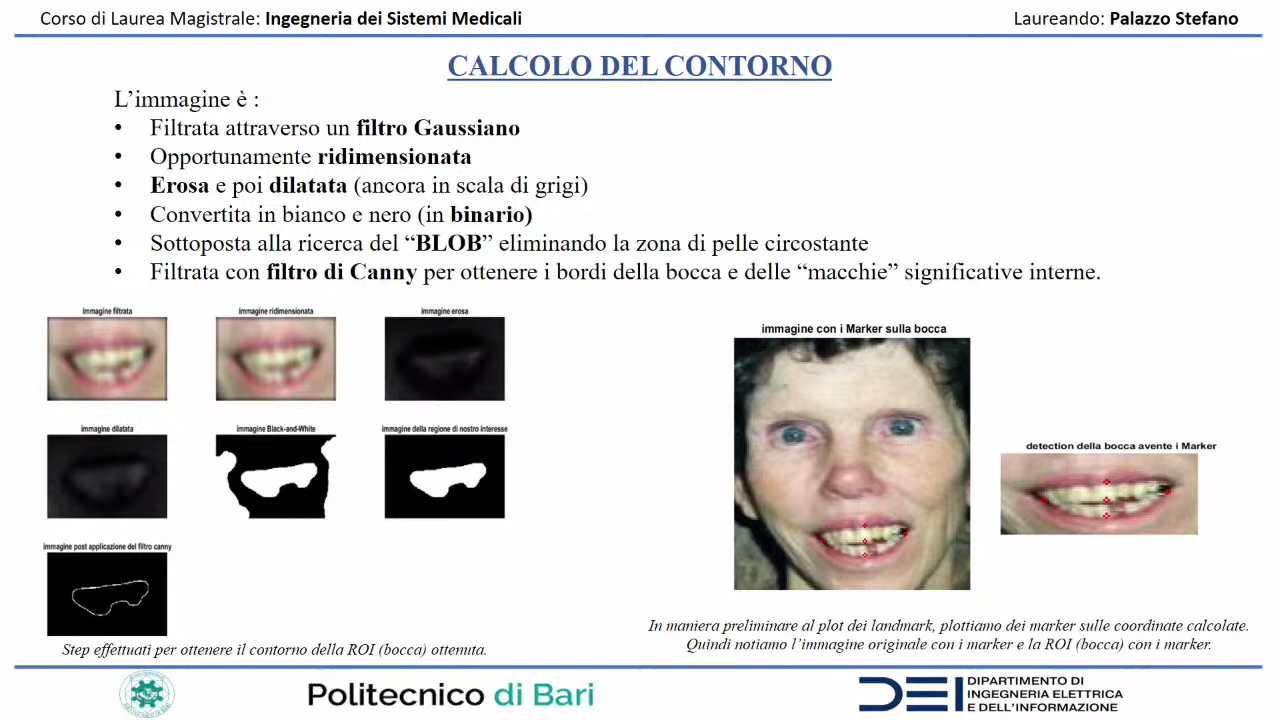 Corso di Laurea Magistrale: Ingegneria dei Sistemi Medicali
Laureando: Palazzo Stefano
CALCOLO DEL CONTORNO
L’immagine è :
• Filtrata attraverso un filtro Gaussiano
• Opportunamente ridimensionata
• Erosa e poi dilatata (ancora in scala di grigi)
• Convertita in bianco e nero (in binario)
• Sottoposta alla ricerca del “BLOB” eliminando la zona di pelle circostante
• Filtrata con filtro di Canny per ottenere i bordi della bocca e delle “macchie” significative interne.
immagine filtrata
immagine ridimensionata
immagine erosa
immagine dilatata
immagine Black-and-White
immagine della regione di nostro interesse
immagine post applicazione del filtro canny
Step effettuati per ottenere il contorno della ROI (bocca) ottenuta.
immagine con i Marker sulla bocca
detection della bocca avente i Marker
In maniera preliminare al plot dei landmark, plottiamo dei marker sulle coordinate calcolate.
Quindi notiamo l’immagine originale con i marker e la ROI (bocca) con i marker.
Politecnico di Bari
DEI
DIPARTIMENTO DI
INGEGNERIA ELETTRICA
E DELL’INFORMAZIONE